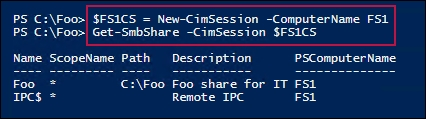 PS C:\Foo> $FS1CS = New-CimSession -ComputerName FS1
PS C:\Foo> Get-SmbShare -CimSession $FS1CS
Name ScopeName Path Description PSComputerName
---- --------- ---- ----------- --------------
Foo * C:\Foo Foo share for IT FS1
IPC$ * Remote IPC FS1